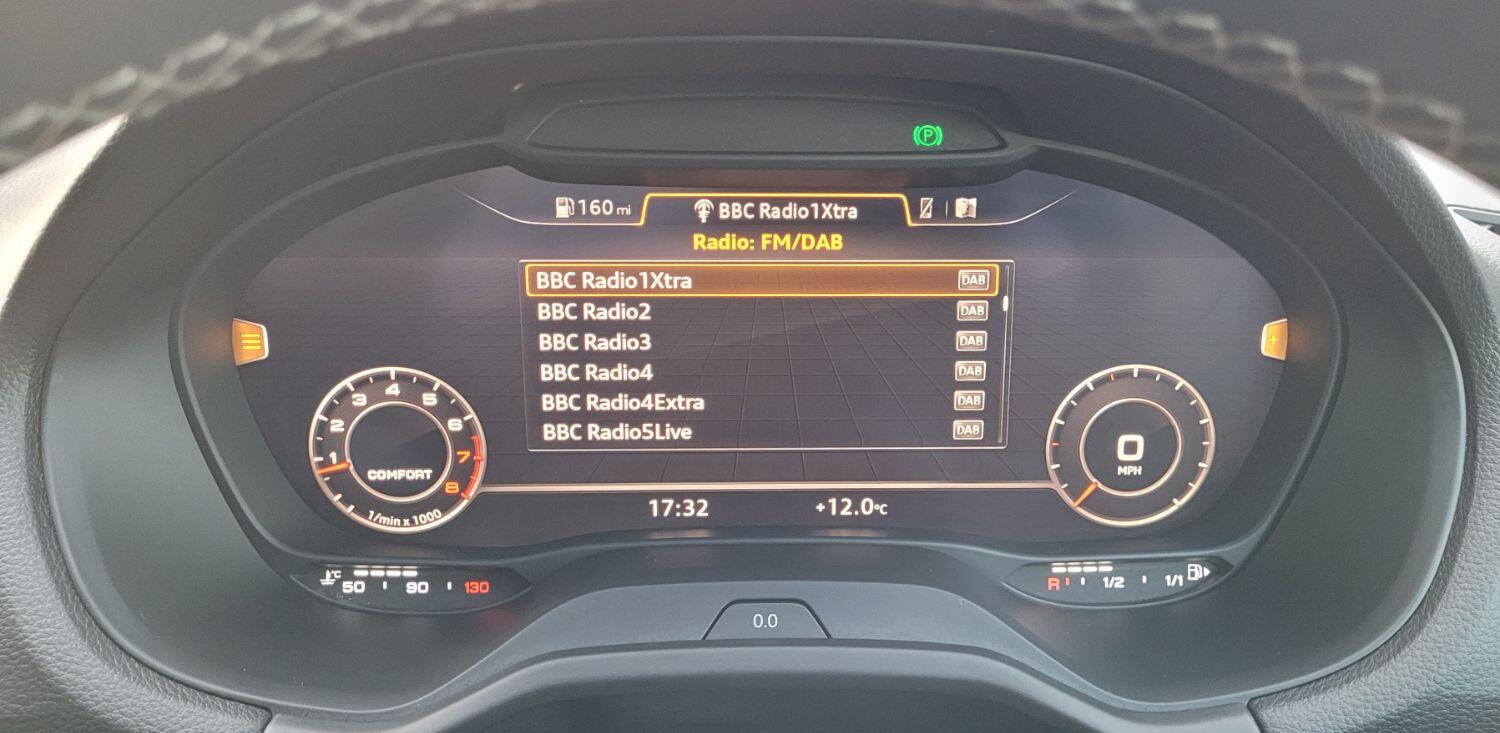 P
160 mi
BBC Radio1Xtra
Radio: FM/DAB
BBC Radio1Xtra DAB
BBC Radio2 DAB
BBC Radio3 DAB
BBC Radio4 DAB
BBC Radio4Extra DAB
BBC Radio5Live DAB
1 2 3 4 5 6 7 8
COMFORT
1/min x 1000
0
MPH
17:32 +12.0°C
°C
50 90 130
R 1/2 1/1
0.0